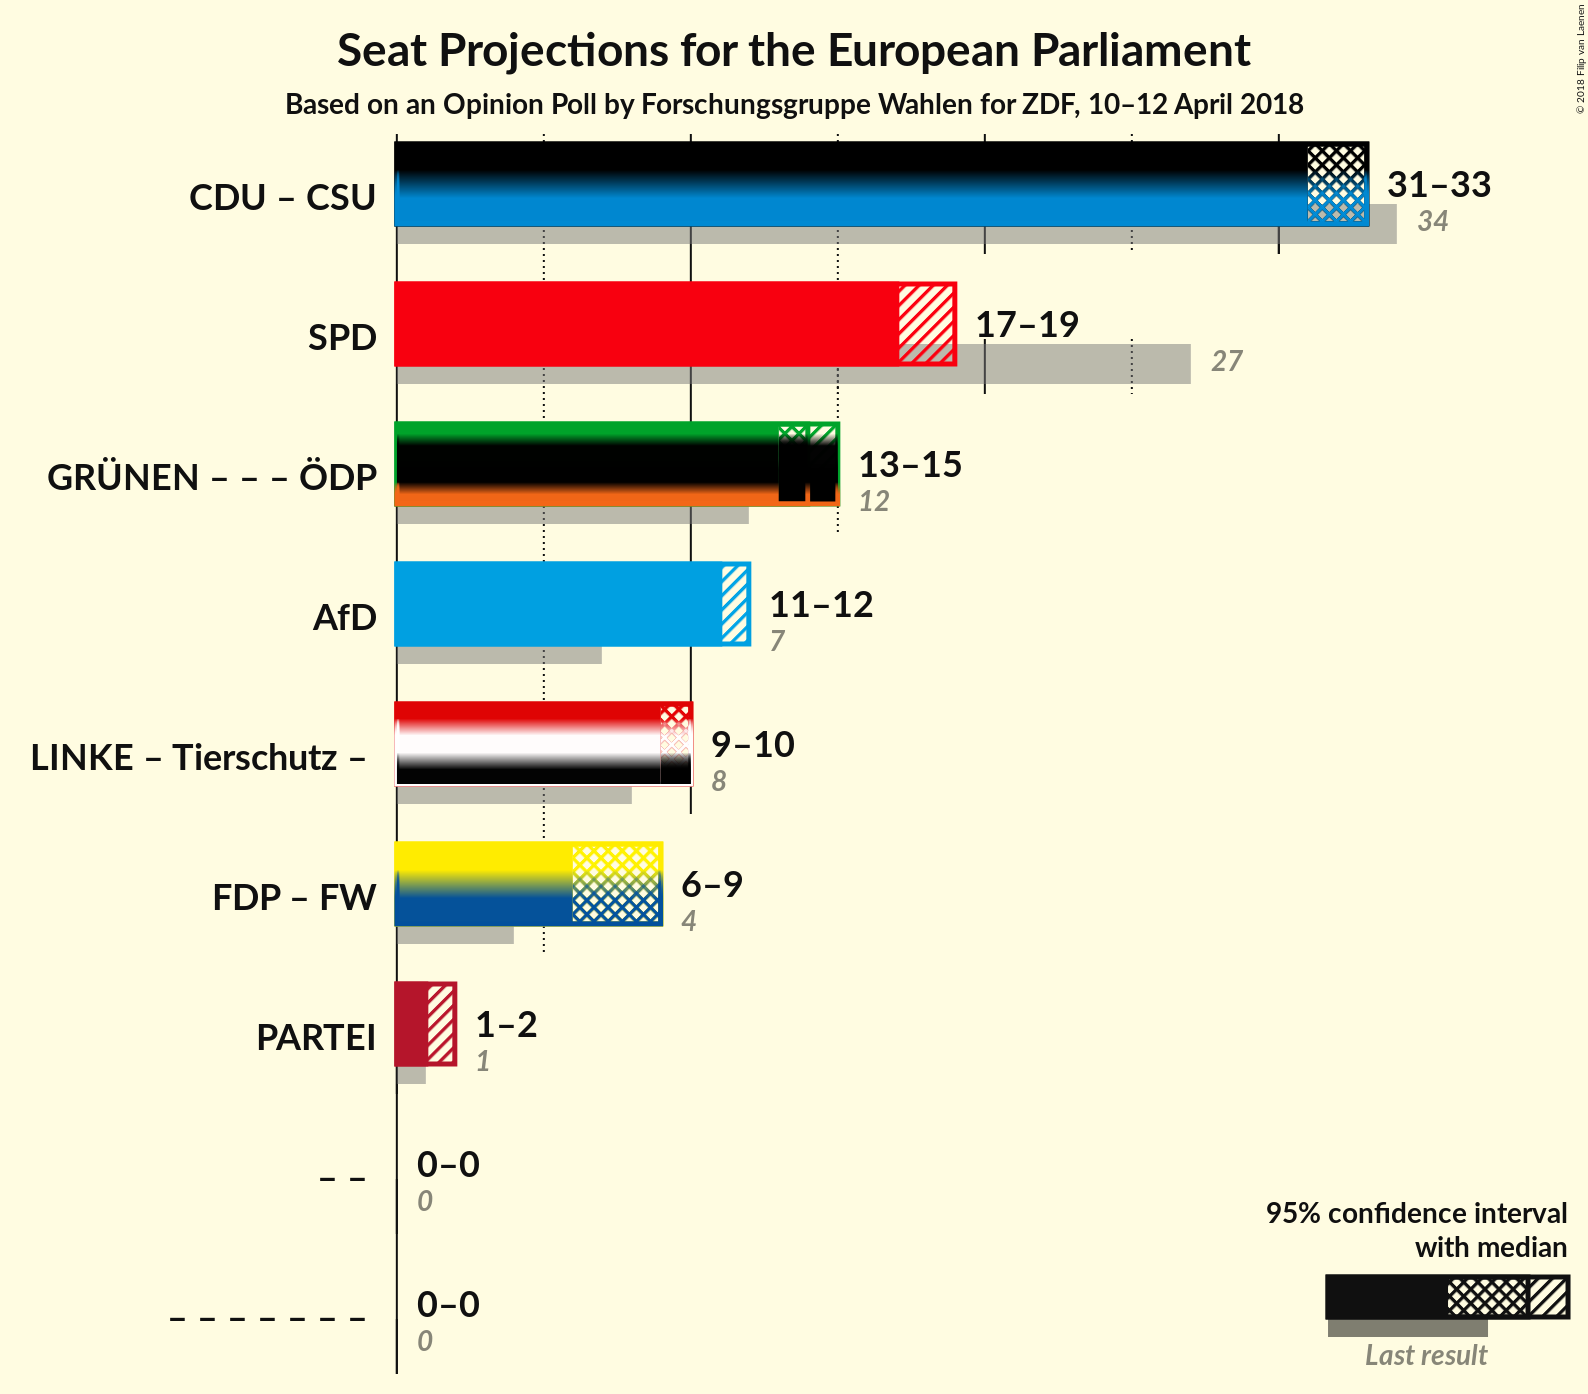 Seat Projections for the European Parliament
Based on an Opinion Poll by Forschungsgruppe Wahlen for ZDF, 10–12 April 2018
© 2018 Filip van Laenen
CDU – CSU
31–33
34
SPD
17–19
27
GRÜNEN – – – ÖDP
13–15
12
AfD
11–12
7
LINKE – Tierschutz –
9–10
8
FDP – FW
6–9
4
PARTEI
1–2
1
– –
0–0
0
– – – – – – –
0–0
0
95% confidence interval
with median
Last result